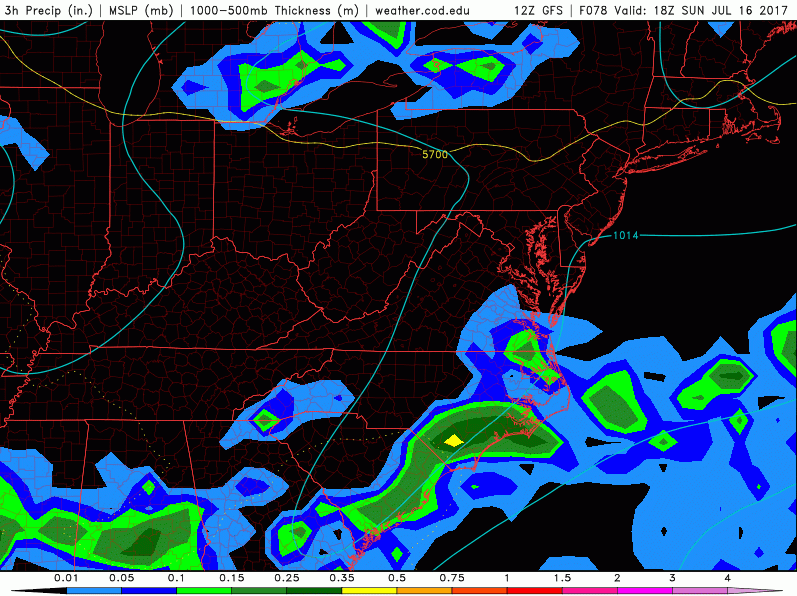 3h Precip (in.) | MSLP (mb) | 1000-500mb Thickness (m) | weather.cod.edu 12Z GFS | F078 Valid: 18Z SUN JUL 16 2017
5700
1014
0.01 0.05 0.1 0.15 0.25 0.35 0.5 0.75 1 1.5 2 3 4